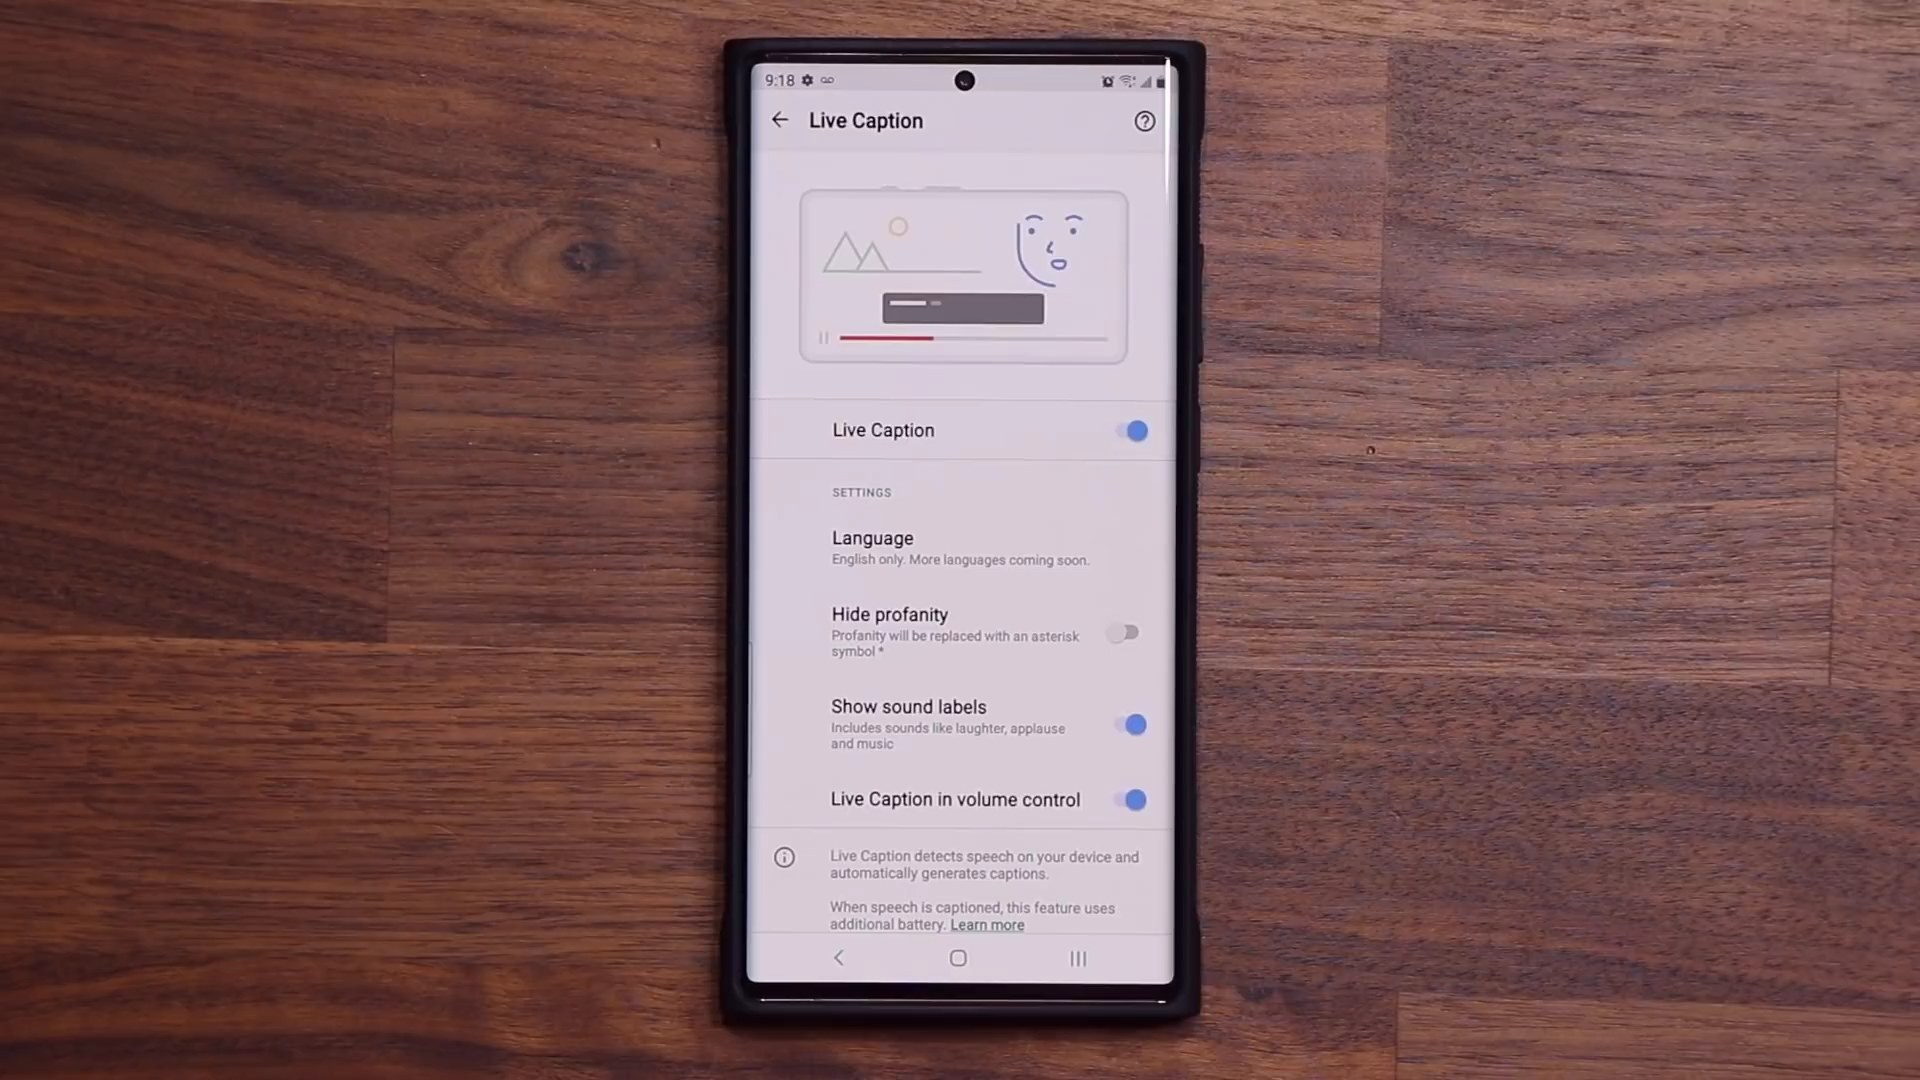 9:18
Live Caption
Live Caption
SETTINGS
Language
English only. More languages coming soon.
Hide profanity
Profanity will be replaced with an asterisk
symbol *
Show sound labels
Includes sounds like laughter, applause
and music
Live Caption in volume control
Live Caption detects speech on your device and
automatically generates captions.
When speech is captioned, this feature uses
additional battery. Learn more